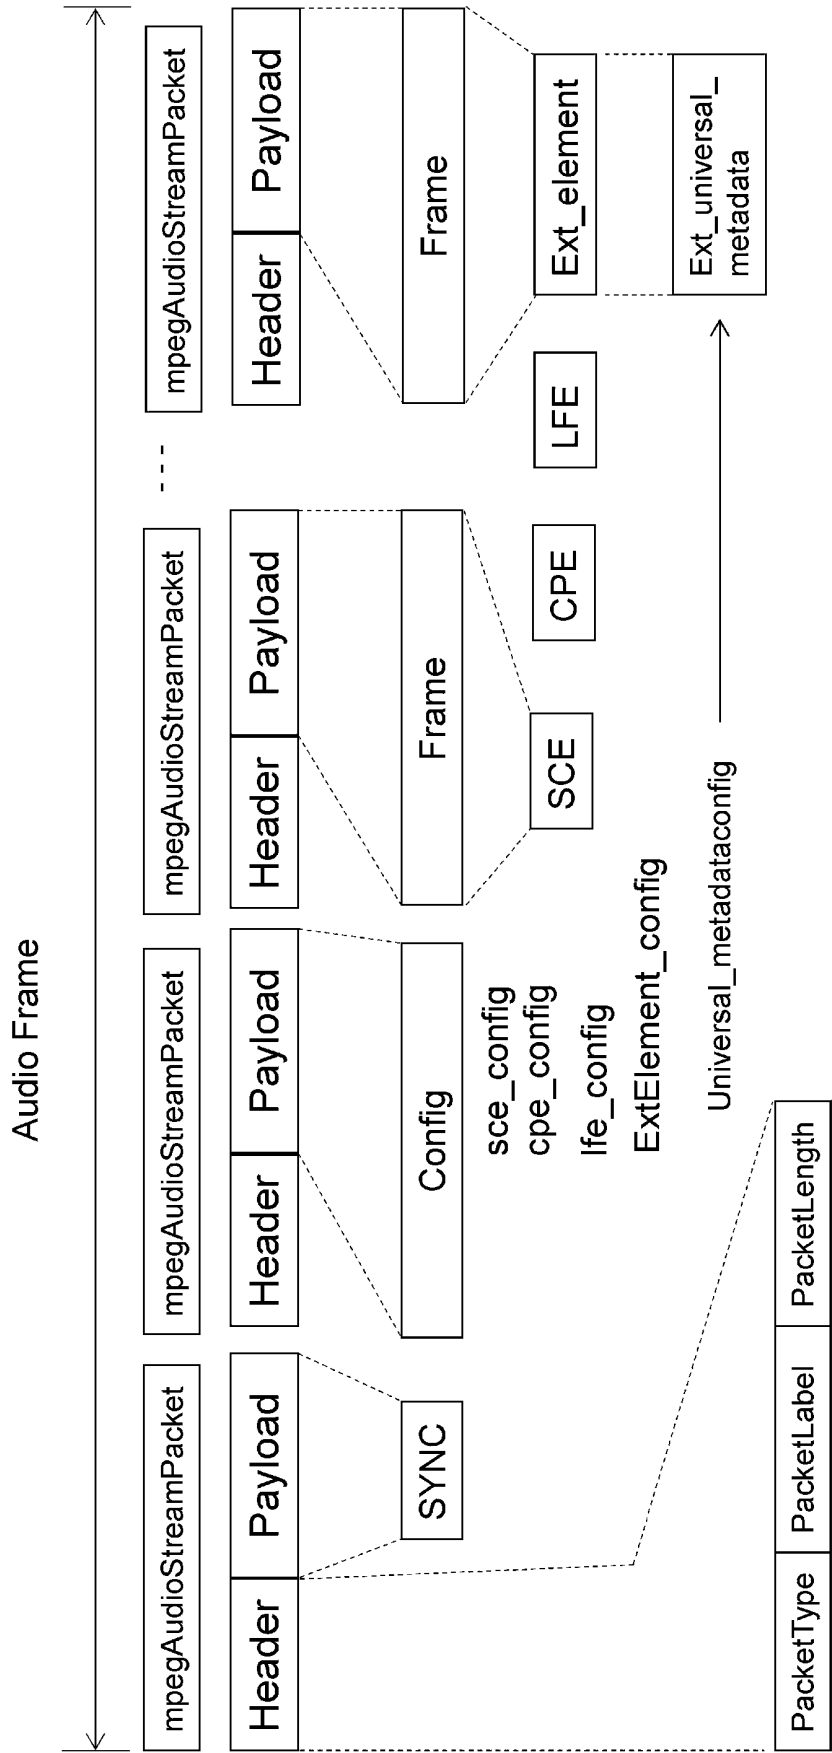 Audio Frame
mpegAudioStreamPacket
mpegAudioStreamPacket
mpegAudioStreamPacket
---
mpegAudioStreamPacket
Header
Payload
Header
Payload
Header
Payload
Header
Payload
SYNC
Config
Frame
Frame
sce_config
cpe_config
lfe_config
ExtElement_config
SCE
CPE
LFE
Ext_element
Universal_metadataconfig
Ext_universal_
metadata
PacketType
PacketLabel
PacketLength